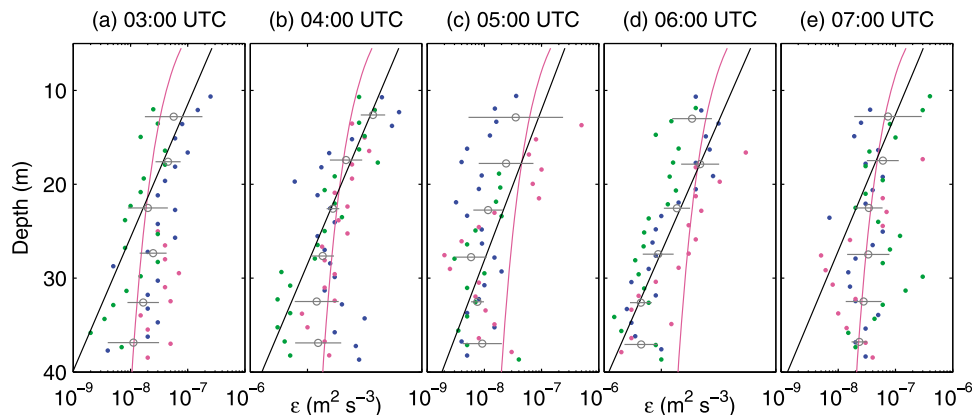 (a) 03:00 UTC (b) 04:00 UTC (c) 05:00 UTC (d) 06:00 UTC (e) 07:00 UTC
10
20
30
40
Depth (m)
10⁻⁹ 10⁻⁸ 10⁻⁷ 10⁻⁶ 10⁻⁹ 10⁻⁸ 10⁻⁷ 10⁻⁶ 10⁻⁹ 10⁻⁸ 10⁻⁷ 10⁻⁶
ε (m² s⁻³) ε (m² s⁻³)